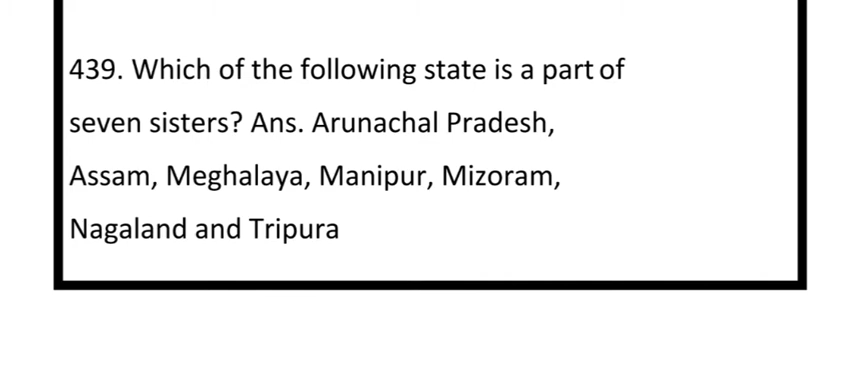 439. Which of the following state is a part of
seven sisters? Ans. Arunachal Pradesh,
Assam, Meghalaya, Manipur, Mizoram,
Nagaland and Tripura